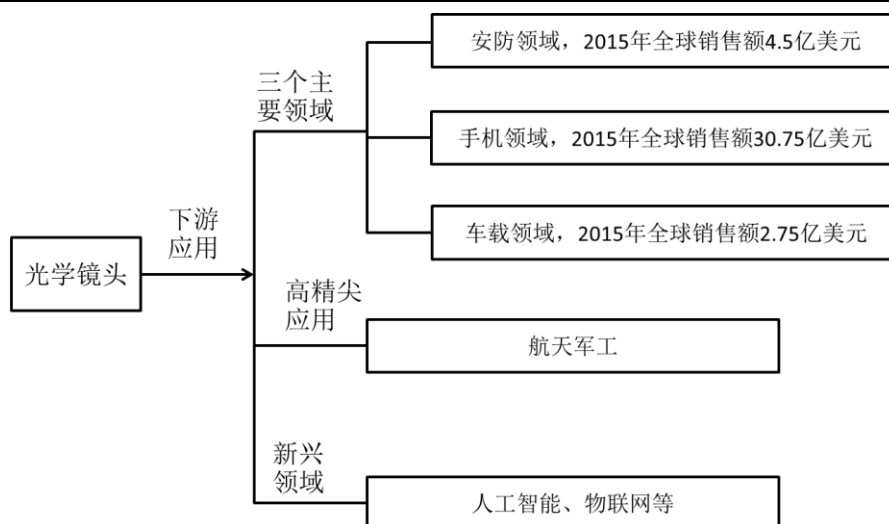 安防领域，2015年全球销售额4.5亿美元
三个主
要领域
手机领域，2015年全球销售额30.75亿美元
下游
应用
车载领域，2015年全球销售额2.75亿美元
光学镜头
高精尖
应用
航天军工
新兴
领域
人工智能、物联网等